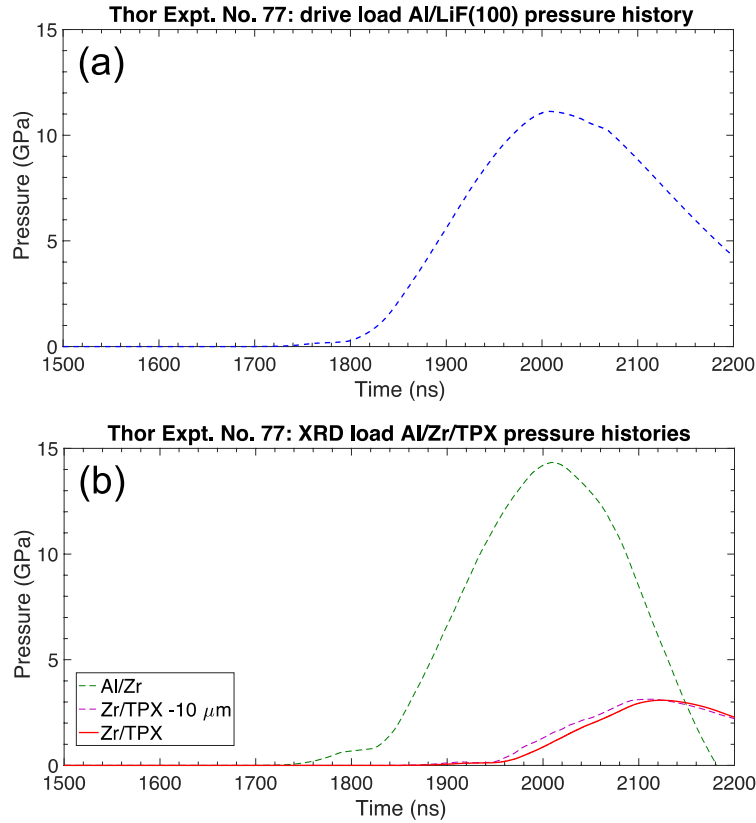 Thor Expt. No. 77: drive load Al/LiF(100) pressure history
(a)
15
10
5
0
Pressure (GPa)
1500 1600 1700 1800 1900 2000 2100 2200
Time (ns)
Thor Expt. No. 77: XRD load Al/Zr/TPX pressure histories
(b)
15
10
5
0
Pressure (GPa)
Al/Zr
Zr/TPX -10 μm
Zr/TPX
1500 1600 1700 1800 1900 2000 2100 2200
Time (ns)